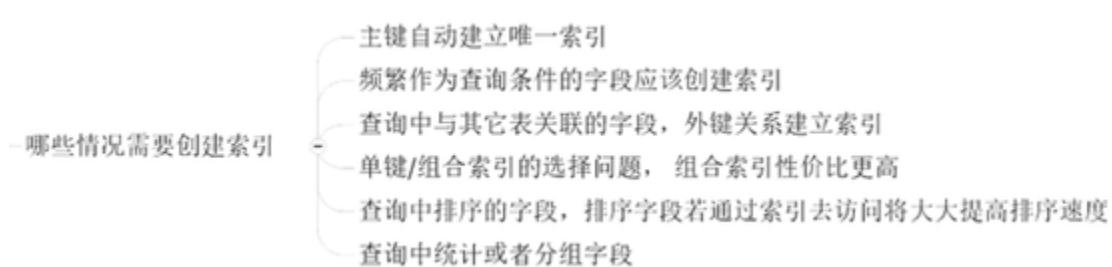 哪些情况需要创建索引
主键自动建立唯一索引
频繁作为查询条件的字段应该创建索引
查询中与其它表关联的字段，外键关系建立索引
单键/组合索引的选择问题， 组合索引性价比更高
查询中排序的字段，排序字段若通过索引去访问将大大提高排序速度
查询中统计或者分组字段